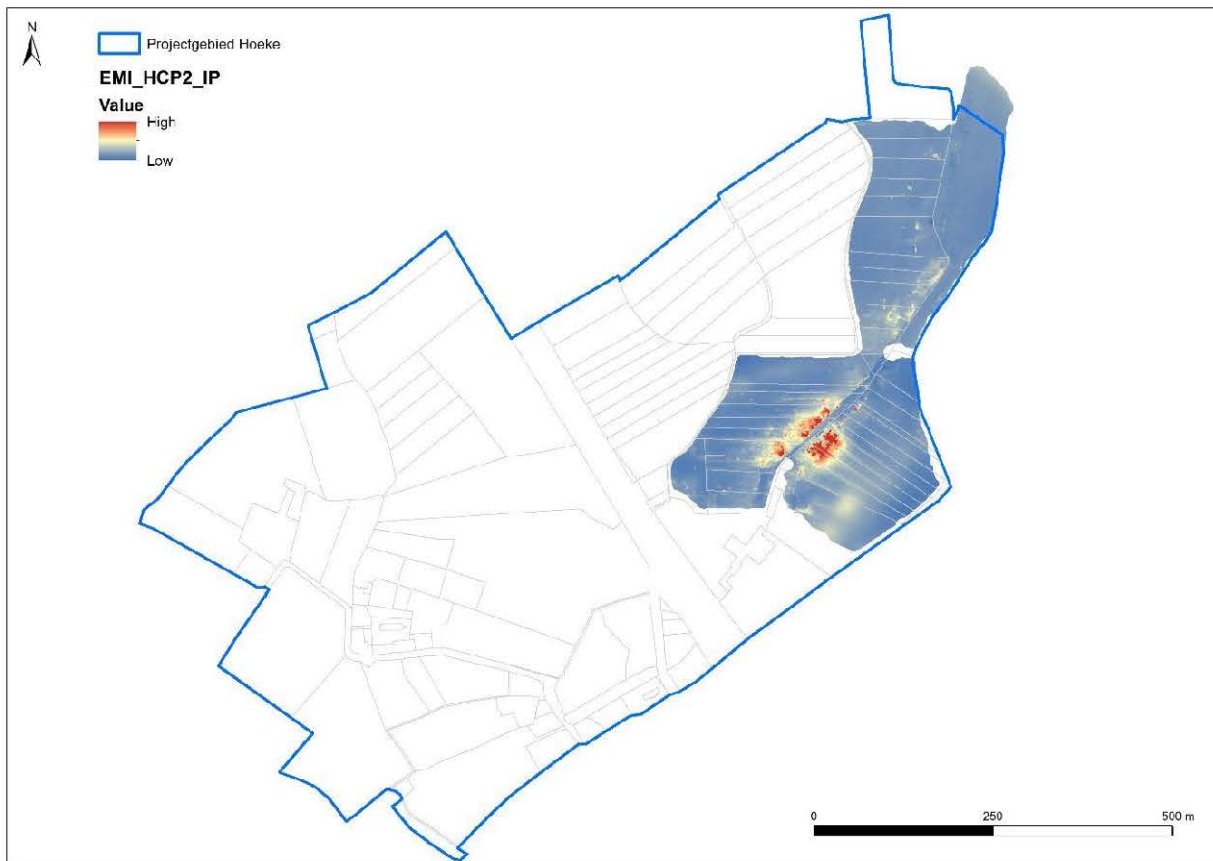 N
Projectgebied Hoeke
EMI_HCP2_IP
Value
High
Low
0 250 500 m